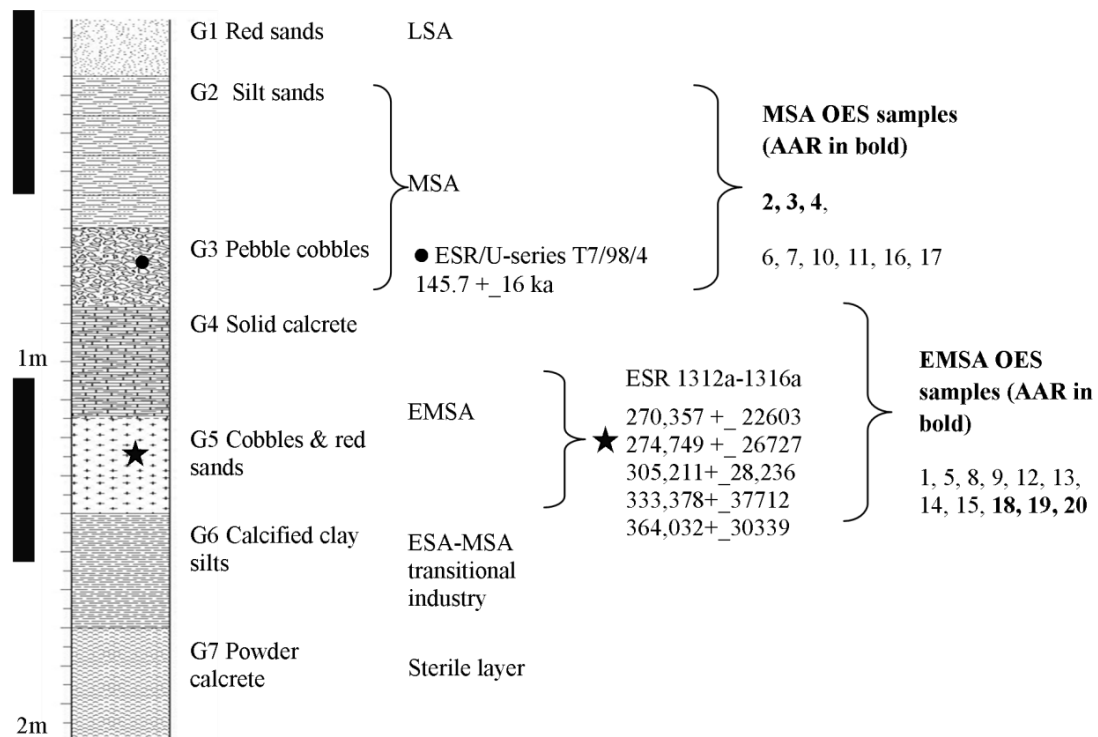 G1 Red sands
LSA
G2 Silt sands
MSA
MSA OES samples
(AAR in bold)
2, 3, 4,
6, 7, 10, 11, 16, 17
G3 Pebble cobbles
● ESR/U-series T7/98/4
145.7 +_16 ka
G4 Solid calcrete
1m
EMSA
ESR 1312a-1316a
270,357 +_ 22603
274,749 +_ 26727
305,211+_28,236
333,378+_37712
364,032+_30339
EMSA OES
samples (AAR in
bold)
1, 5, 8, 9, 12, 13,
14, 15, 18, 19, 20
G5 Cobbles & red
sands
G6 Calcified clay
silts
ESA-MSA
transitional
industry
G7 Powder
calcrete
Sterile layer
2m